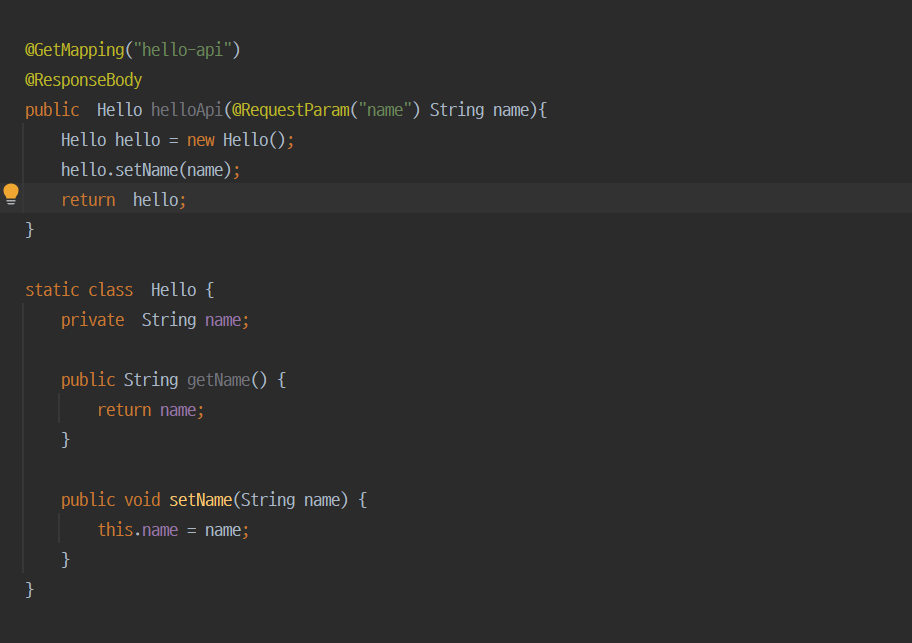 @GetMapping("hello-api")
@ResponseBody
public  Hello helloApi(@RequestParam("name") String name){
    Hello hello = new Hello();
    hello.setName(name);
    return  hello;
}

static class  Hello {
    private  String name;

    public String getName() {
        return name;
    }

    public void setName(String name) {
        this.name = name;
    }
}